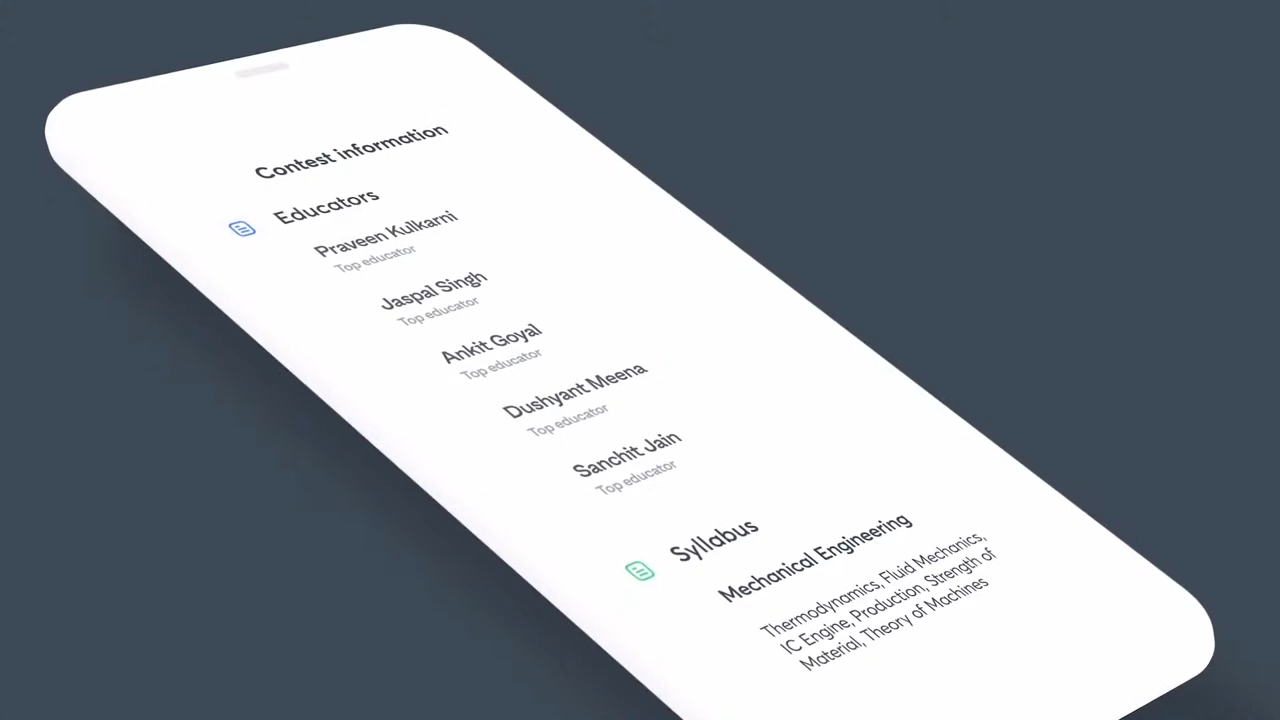 Contest information
Educators
Praveen Kulkarni
Top educator
Jaspal Singh
Top educator
Ankit Goyal
Top educator
Dushyant Meena
Top educator
Sanchit Jain
Top educator
Syllabus
Mechanical Engineering
Thermodynamics, Fluid Mechanics,
IC Engine, Production, Strength of
Material, Theory of Machines